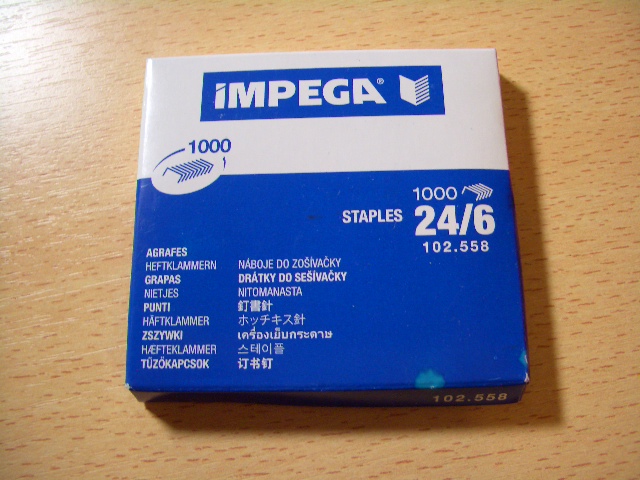 IMPEGA®
1000
1000
STAPLES 24/6
102.558
AGRAFES
HEFTKLAMMERN
GRAPAS
NIETJES
PUNTI
HÄFTKLAMMER
ZSZYWKI
HÆFTEKLAMMER
TŰZŐKAPCSOK
NÁBOJE DO ZOŠÍVAČKY
DRÁTKY DO SEŠÍVAČKY
NITOMANASTA
釘書針
ホッチキス針
เครื่องเย็บกระดาษ
스테이플
订书钉
102.558